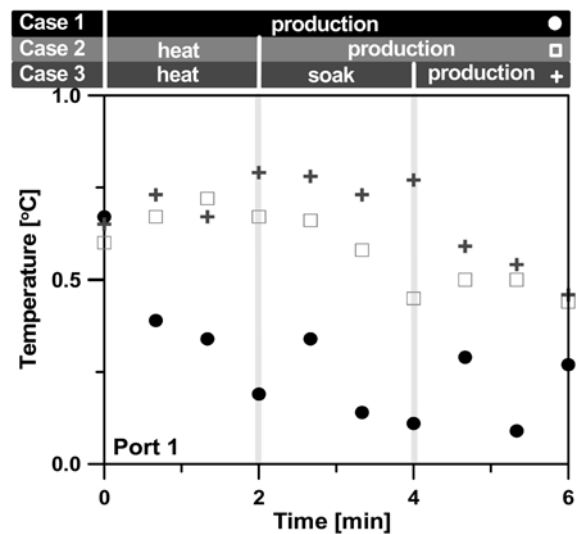 Case 1 production
Case 2 heat production
Case 3 heat soak production
1.0
0.5
0.0
Temperature [°C]
Port 1
0 2 4 6
Time [min]